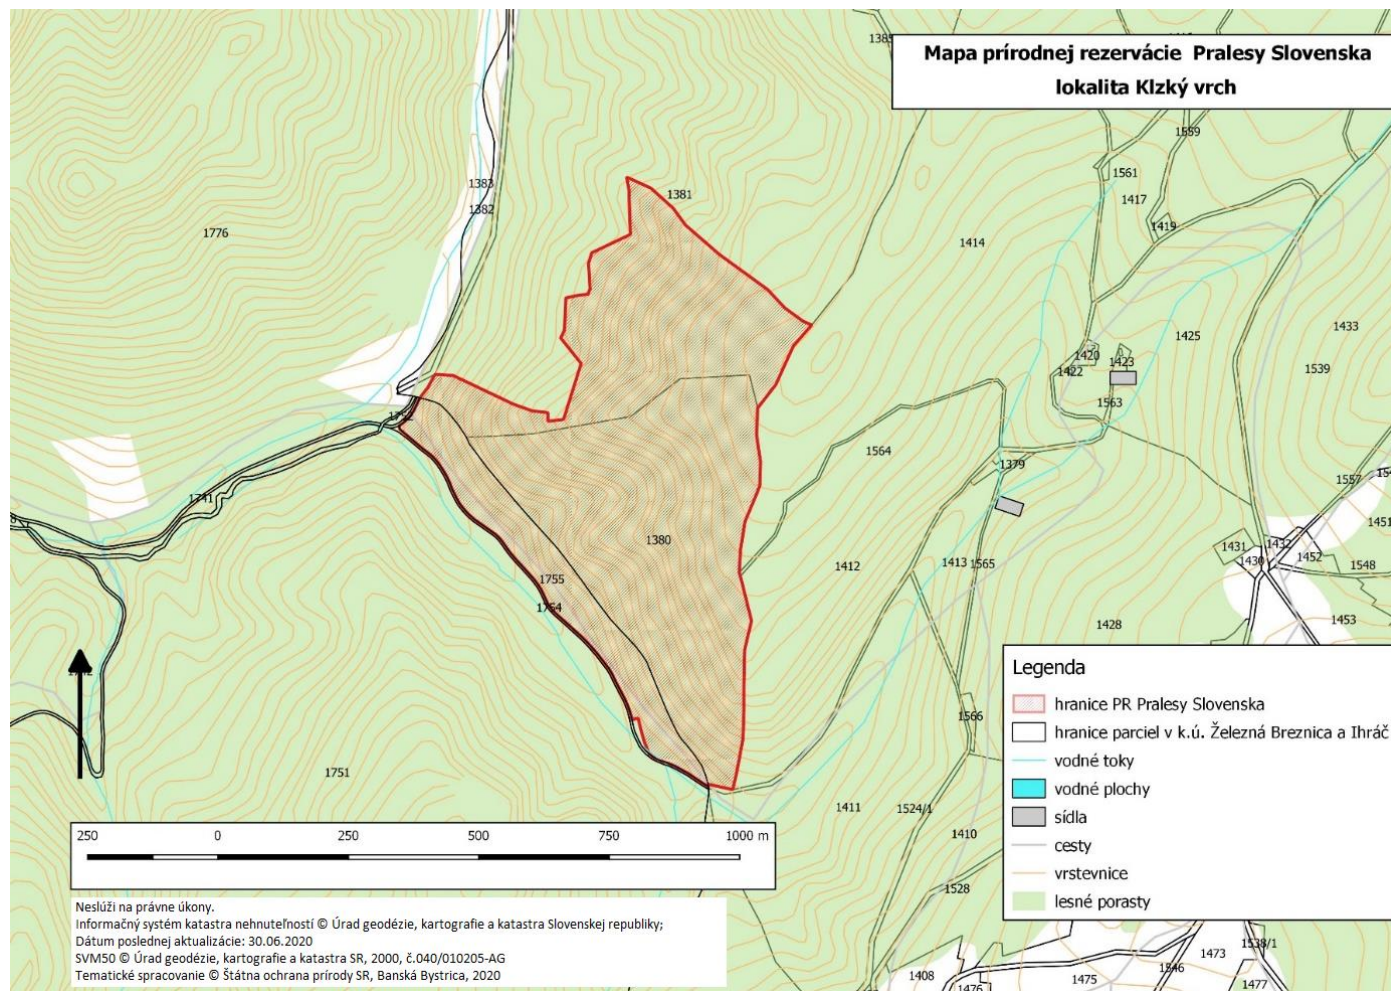 Mapa prírodnej rezervácie Pralesy Slovenska
lokalita Klzký vrch
1385
1559
1561
1417
1419
1383
1382
1381
1776
1414
1425
1433
1420
1423
1422
1539
1563
1564
1379
1557
1741
1451
1380
1431
1432
1430
1452
1548
1412
1413
1565
1755
1754
1453
1428
1566
1751
1411
1524/1
1410
1528
1408
1476
1475
1546
1473
1538/1
1477
Legenda
hranice PR Pralesy Slovenska
hranice parciel v k.ú. Železná Breznica a Ihráč
vodné toky
vodné plochy
sídla
cesty
vrstevnice
lesné porasty
250 0 250 500 750 1000 m
Neslúži na právne úkony.
Informačný systém katastra nehnuteľností © Úrad geodézie, kartografie a katastra Slovenskej republiky;
Dátum poslednej aktualizácie: 30.06.2020
SVM50 © Úrad geodézie, kartografie a katastra SR, 2000, č.040/010205-AG
Tematické spracovanie © Štátna ochrana prírody SR, Banská Bystrica, 2020